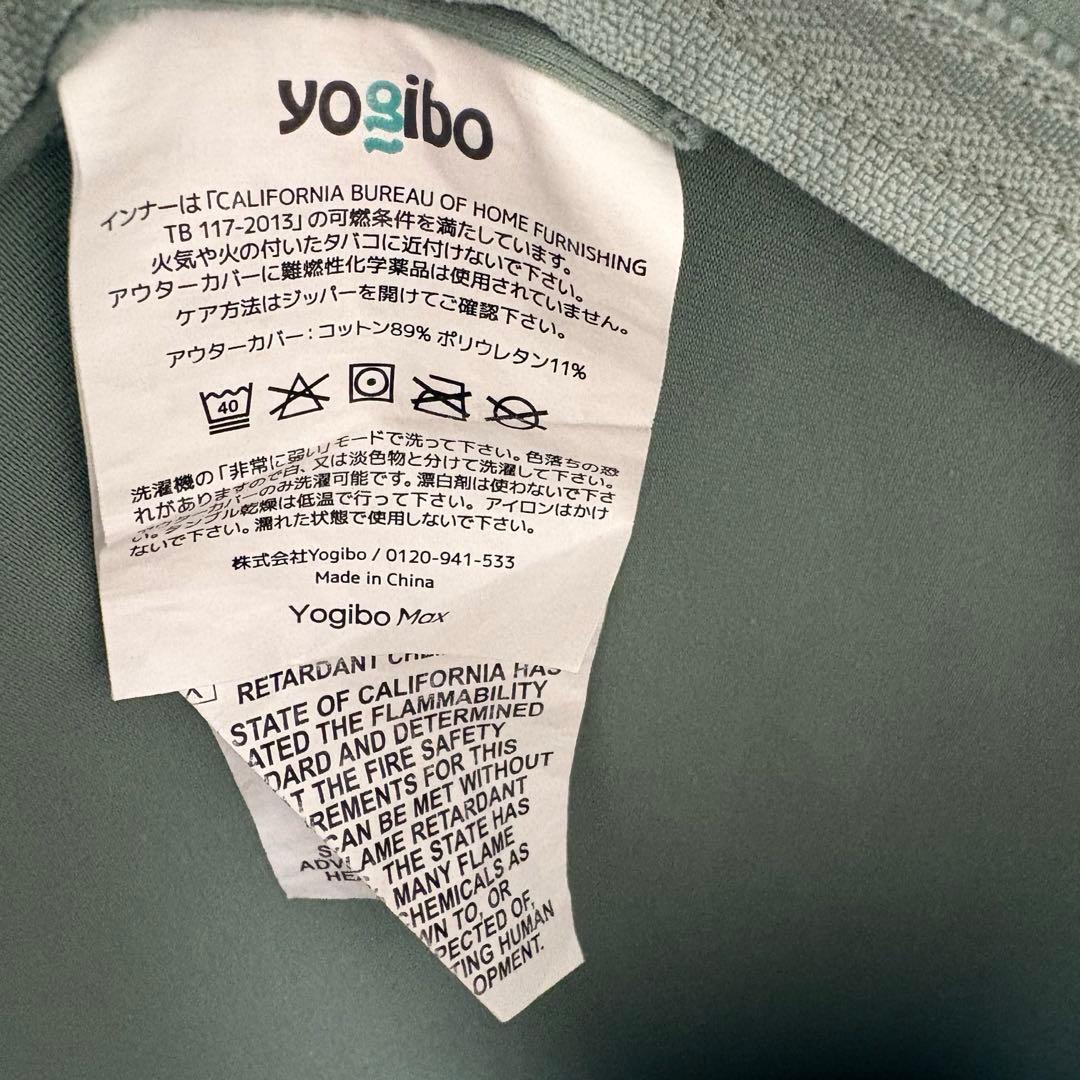 yogibo
インナーは「CALIFORNIA BUREAU OF HOME FURNISHING
TB 117-2013」の可燃条件を満たしています。
火気や火の付いたタバコに近付けないで下さい。
アウターカバーに難燃性化学薬品は使用されていません。
ケア方法はジッパーを開けてご確認下さい。
アウターカバー：コットン89% ポリウレタン11%
40
洗濯機の「非常に弱い」モードで洗って下さい。色落ちの恐
れがありますので白、又は淡色物と分けて洗濯して下さい。
アウターカバーのみ洗濯可能です。漂白剤は使わないで下さ
い。タンブル乾燥は低温で行って下さい。アイロンはかけ
ないで下さい。濡れた状態で使用しないで下さい。
株式会社Yogibo / 0120-941-533
Made in China
Yogibo Max
RETARDANT
STATE OF CALIFORNIA HAS
ATED THE FLAMMABILITY
DARD AND DETERMINED
T THE FIRE SAFETY
REMENTS FOR THIS
CAN BE MET WITHOUT
AME RETARDANT
THE STATE HAS
MANY FLAME
CHEMICALS AS
WN TO, OR
PECTED OF,
TING HUMAN
OPMENT.
S
ADV
HE